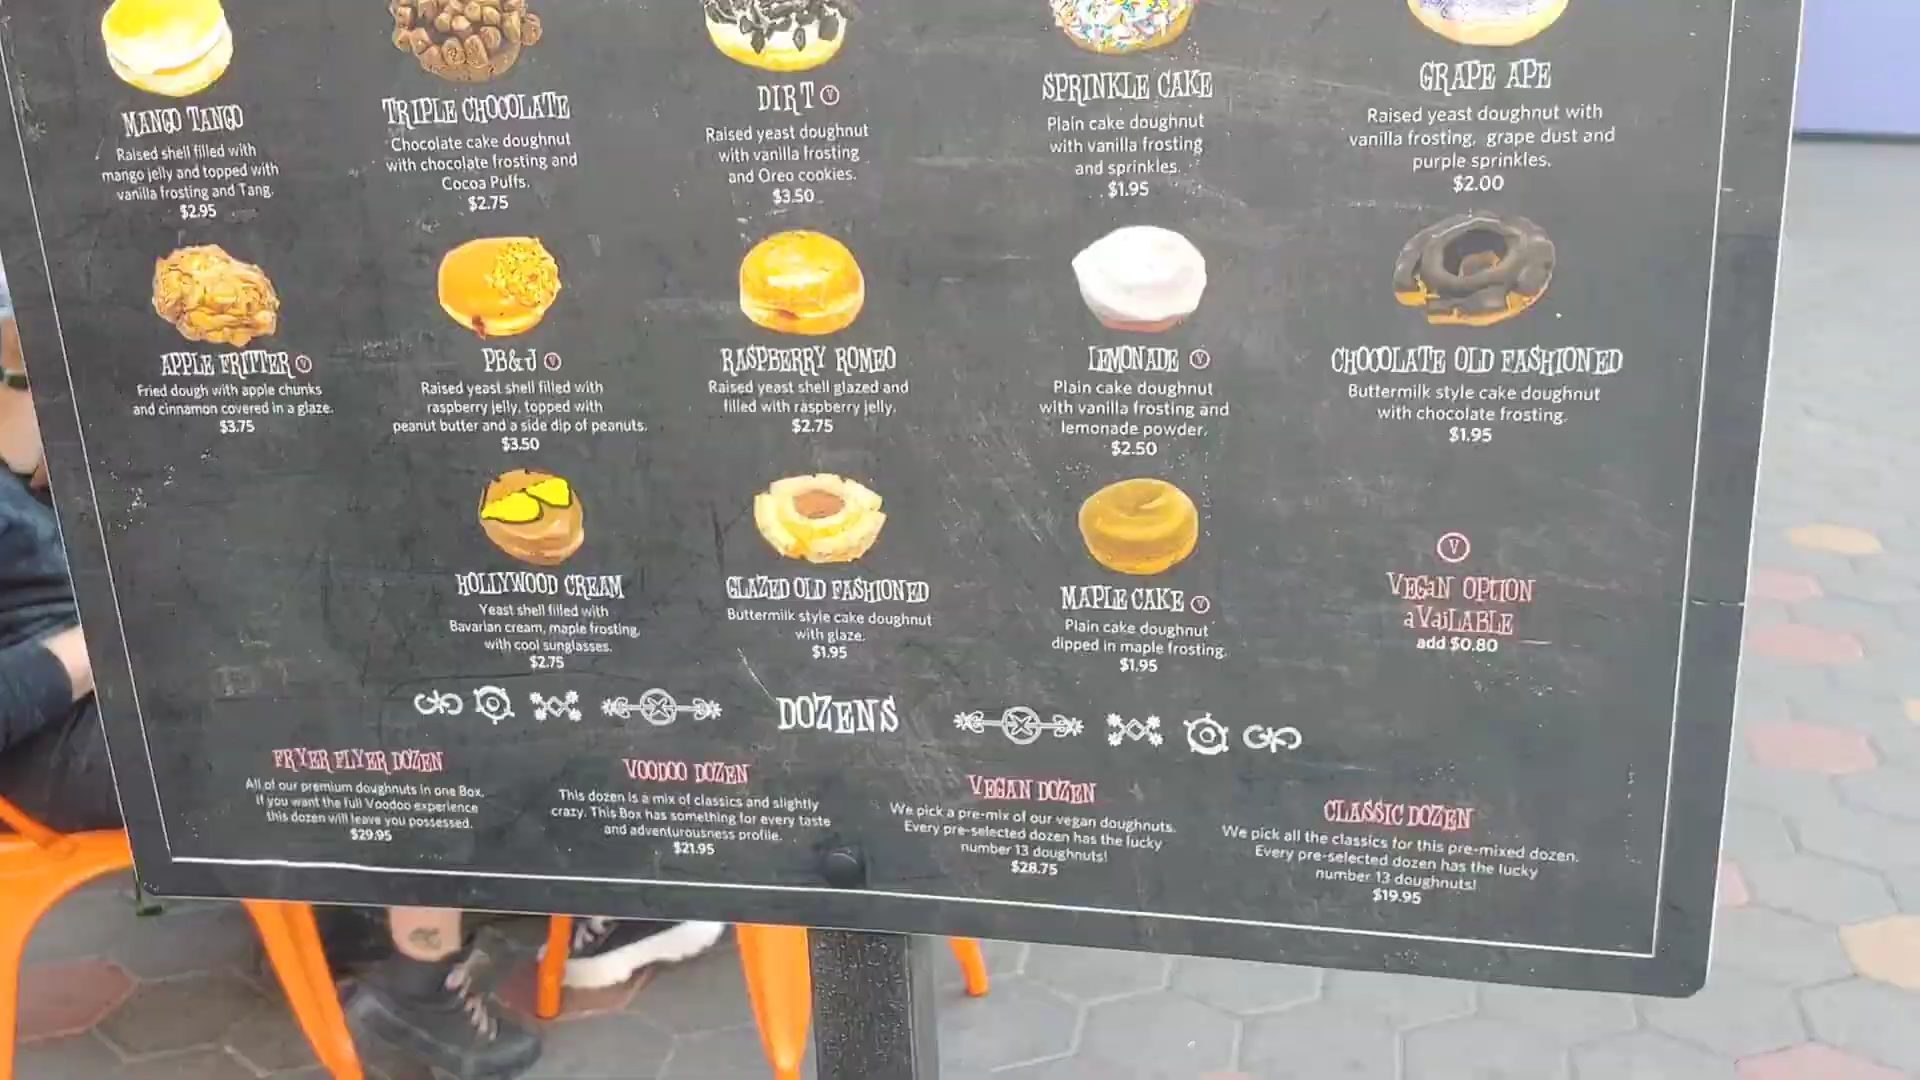 MANGO TANGO
Raised shell filled with
mango jelly and topped with
vanilla frosting and Tang.
$2.95
TRIPLE CHOCOLATE
Chocolate cake doughnut
with chocolate frosting and
Cocoa Puffs.
$2.75
DIRT V
Raised yeast doughnut
with vanilla frosting
and Oreo cookies.
$3.50
SPRINKLE CAKE
Plain cake doughnut
with vanilla frosting
and sprinkles.
$1.95
GRAPE APE
Raised yeast doughnut with
vanilla frosting, grape dust and
purple sprinkles.
$2.00
APPLE FRITTER V
Fried dough with apple chunks
and cinnamon covered in a glaze.
$3.75
PB&J V
Raised yeast shell filled with
raspberry jelly, topped with
peanut butter and a side dip of peanuts.
$3.50
RASPBERRY ROMEO
Raised yeast shell glazed and
filled with raspberry jelly.
$2.75
LEMONADE V
Plain cake doughnut
with vanilla frosting and
lemonade powder.
$2.50
CHOCOLATE OLD FASHIONED
Buttermilk style cake doughnut
with chocolate frosting.
$1.95
HOLLYWOOD CREAM
Yeast shell filled with
Bavarian cream, maple frosting,
with cool sunglasses.
$2.75
GLAZED OLD FASHIONED
Buttermilk style cake doughnut
with glaze.
$1.95
MAPLE CAKE V
Plain cake doughnut
dipped in maple frosting.
$1.95
V
VEGaN OPTION
aVaiLABLE
add $0.80
DOZENS
FRYER FLYER DOZEN
All of our premium doughnuts in one Box.
If you want the full Voodoo experience
this dozen will leave you possessed.
$29.95
VOODOO DOZEN
This dozen is a mix of classics and slightly
crazy. This Box has something for every taste
and adventurousness profile.
$21.95
VEGAN DOZEN
We pick a pre-mix of our vegan doughnuts.
Every pre-selected dozen has the lucky
number 13 doughnuts!
$28.75
CLASSIC DOZEN
We pick all the classics for this pre-mixed dozen.
Every pre-selected dozen has the lucky
number 13 doughnuts!
$19.95